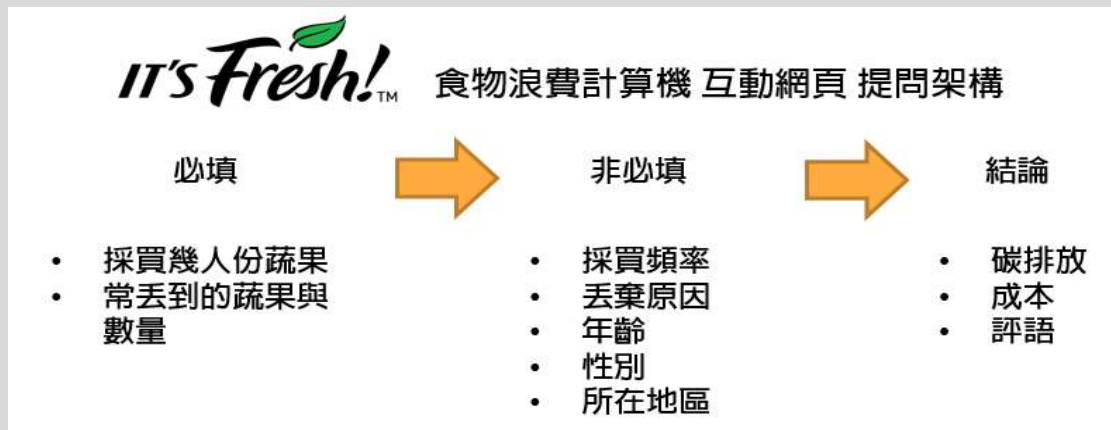 IT'S Fresh! TM 食物浪費計算機 互動網頁 提問架構
必填
• 採買幾人份蔬果
• 常丟到的蔬果與
數量
非必填
• 採買頻率
• 丟棄原因
• 年齡
• 性別
• 所在地區
結論
• 碳排放
• 成本
• 評語